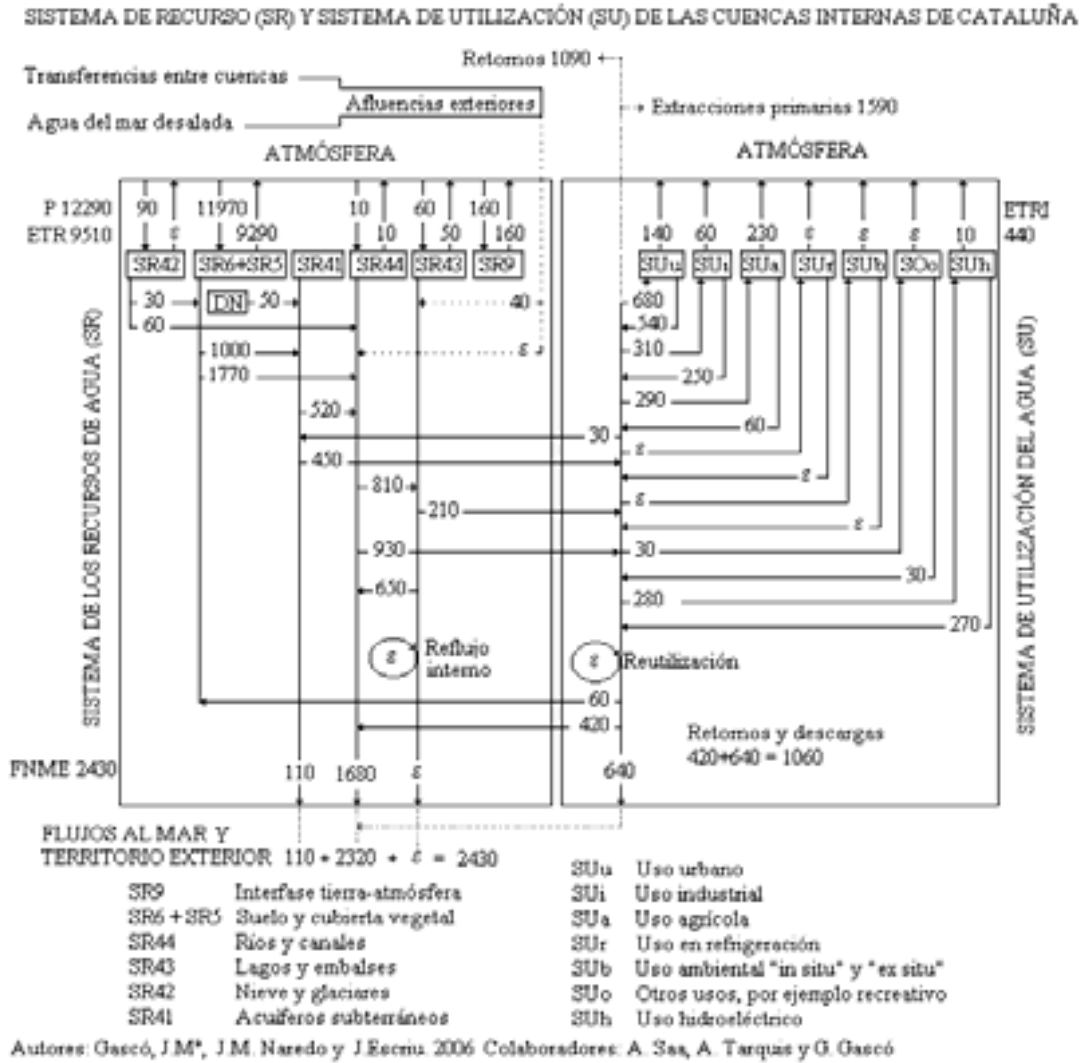 SISTEMA DE RECURSO (SR) Y SISTEMA DE UTILIZACIÓN (SU) DE LAS CUENCAS INTERNAS DE CATALUÑA
Retornos 1090
Transferencias entre cuencas
Afluencias exteriores
Extracciones primarias 1590
Agua del mar desalada
ATMÓSFERA
ATMÓSFERA
P 12290 90 11970 10 60 160
ETR 9510 ε 9290 10 50 160
ETRI
140 60 230 ε ε ε 10 440
SR42 SR6+SR5 SR41 SR44 SR43 SR9
SUu SUi SUa SUr SUb SOo SUh
30 DN 50 40 680
60 540
1000 ε 310
1770 250
290
520 60
30
ε
450
ε
810
210 ε
ε
930 30
650 30
280
270
ε Reflujo interno
ε Reutilización
60
420
Retornos y descargas
420+640 = 1060
FNME 2430 110 1680 ε 640
SISTEMA DE LOS RECURSOS DE AGUA (SR)
SISTEMA DE UTILIZACIÓN DEL AGUA (SU)
FLUJOS AL MAR Y
TERRITORIO EXTERIOR 110 + 2320 + ε = 2430
SR9 Interfase tierra-atmósfera
SR6 + SR5 Suelo y cubierta vegetal
SR44 Ríos y canales
SR43 Lagos y embalses
SR42 Nieve y glaciares
SR41 Acuíferos subterráneos
SUu Uso urbano
SUi Uso industrial
SUa Uso agrícola
SUr Uso en refrigeración
SUb Uso ambiental "in situ" y "ex situ"
SUo Otros usos, por ejemplo recreativo
SUh Uso hidroeléctrico
Autores: Gascó, J.Mª, J.M. Naredo y J.Escriu. 2006 Colaboradores: A. Saa, A. Tarquis y G. Gascó